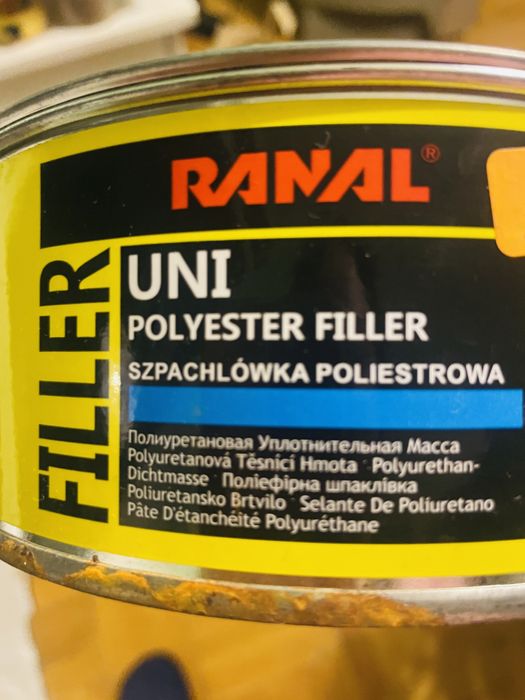 RANAL®
FILLER
UNI
POLYESTER FILLER
SZPACHLÓWKA POLIESTROWA
Полиуретановая Уплотнительная Масса
Polyuretanová Těsnící Hmota Polyurethan-
Dichtmasse Поліефірна шпаклівка
Poliuretansko Brtvilo Selante De Poliuretano
Pâte D'étanchéité Polyuréthane